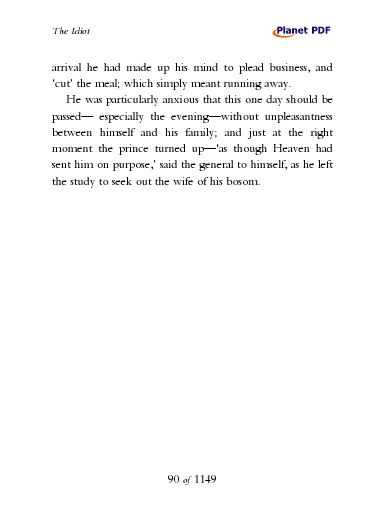 The Idiot
Planet PDF
arrival he had made up his mind to plead business, and
‘cut’ the meal; which simply meant running away.
He was particularly anxious that this one day should be
passed— especially the evening—without unpleasantness
between himself and his family; and just at the right
moment the prince turned up—‘as though Heaven had
sent him on purpose,’ said the general to himself, as he left
the study to seek out the wife of his bosom.
90 of 1149